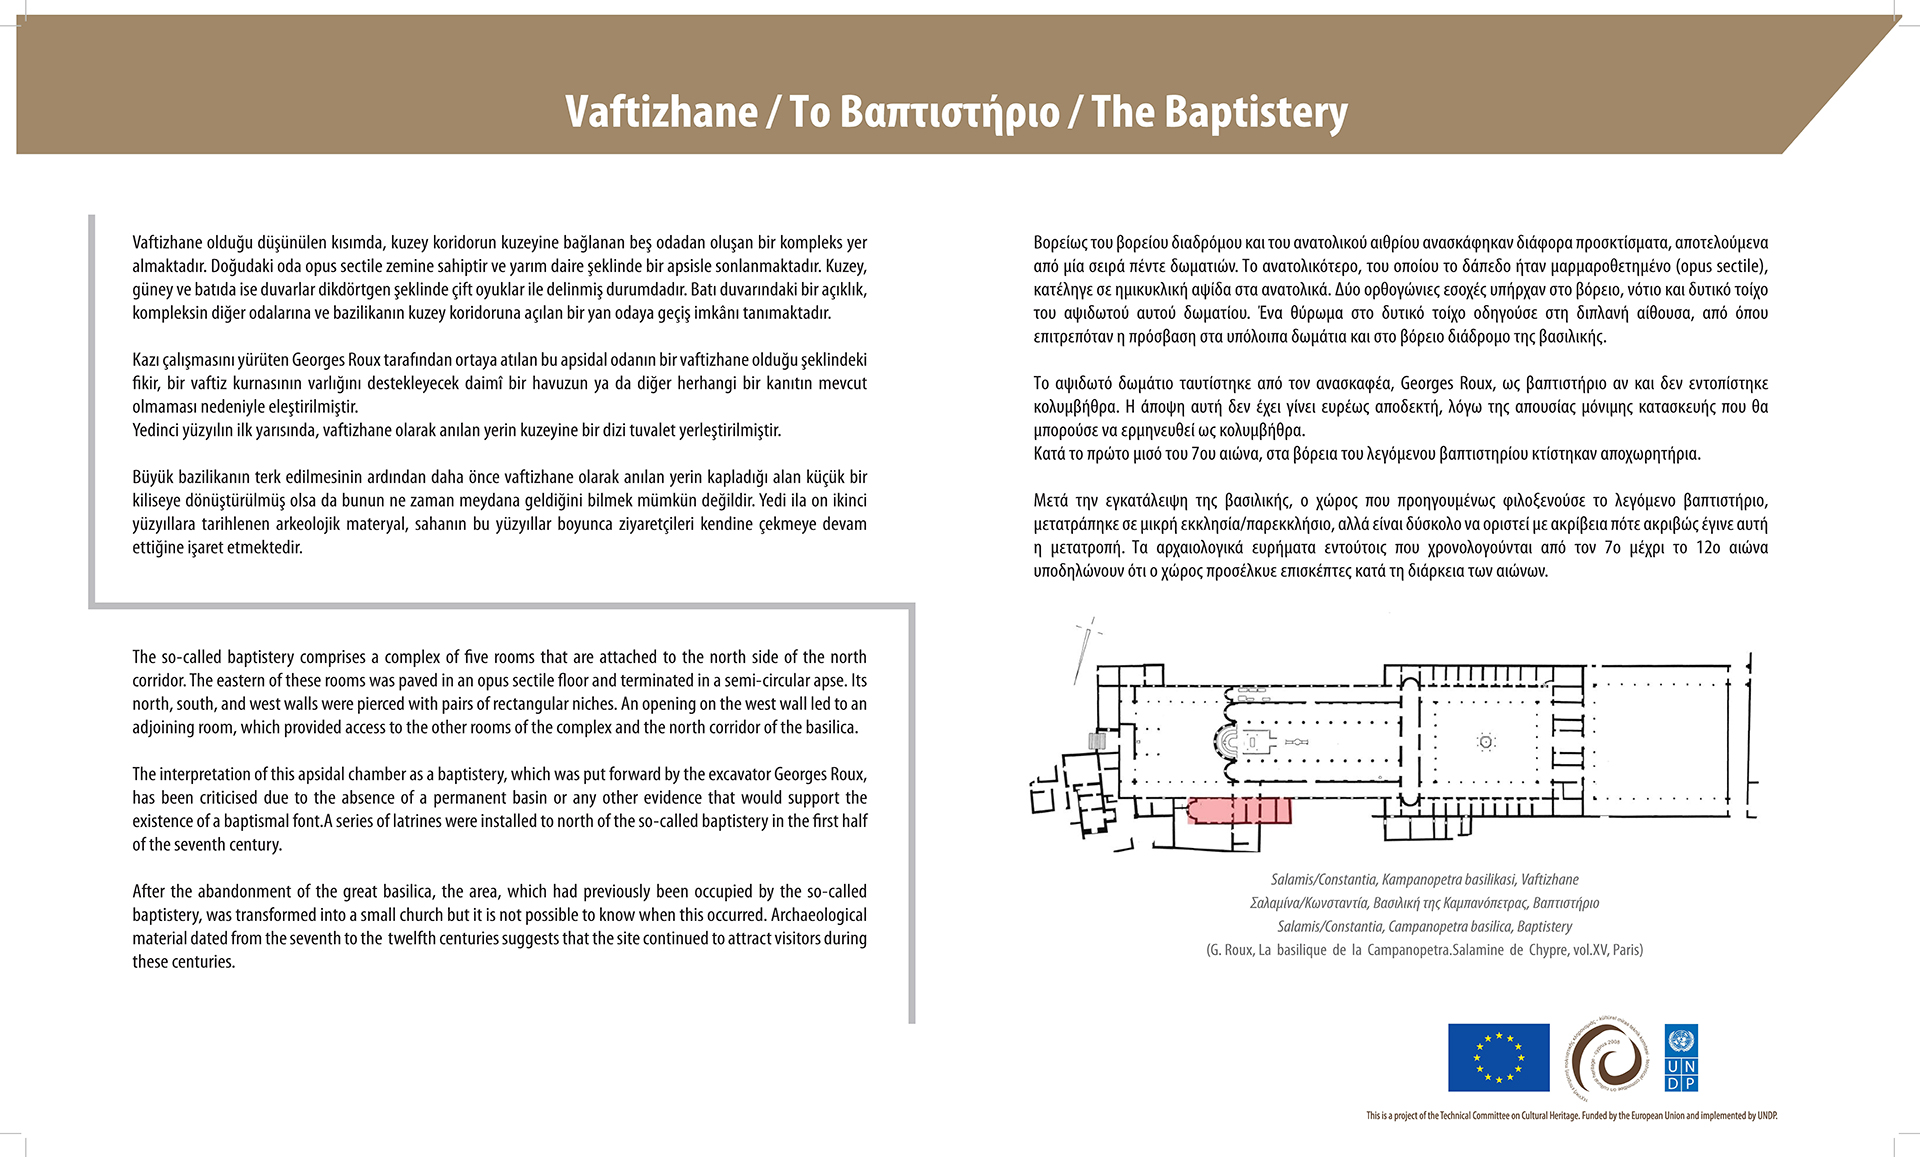 Vaftizhane / Το Βαπτιστήριο / The Baptistery
Vaftizhane olduğu düşünülen kısımda, kuzey koridorun kuzeyine bağlanan beş odadan oluşan bir kompleks yer
almaktadır. Doğudaki oda opus sectile zemine sahiptir ve yarım daire şeklinde bir apsisle sonlanmaktadır. Kuzey,
güney ve batıda ise duvarlar dikdörtgen şeklinde çift oyuklar ile delinmiş durumdadır. Batı duvarındaki bir açıklık,
kompleksin diğer odalarına ve bazilikanın kuzey koridoruna açılan bir yan odaya geçiş imkânı tanımaktadır.
Kazı çalışmasını yürüten Georges Roux tarafından ortaya atılan bu apsidal odanın bir vaftizhane olduğu şeklindeki
fikir, bir vaftiz kurnasının varlığını destekleyecek daimî bir havuzun ya da diğer herhangi bir kanıtın mevcut
olmaması nedeniyle eleştirilmiştir.
Yedinci yüzyılın ilk yarısında, vaftizhane olarak anılan yerin kuzeyine bir dizi tuvalet yerleştirilmiştir.
Büyük bazilikanın terk edilmesinin ardından daha önce vaftizhane olarak anılan yerin kapladığı alan küçük bir
kiliseye dönüştürülmüş olsa da bunun ne zaman meydana geldiğini bilmek mümkün değildir. Yedi ila on ikinci
yüzyıllara tarihlenen arkeolojik materyal, sahanın bu yüzyıllar boyunca ziyaretçileri kendine çekmeye devam
ettiğine işaret etmektedir.
The so-called baptistery comprises a complex of five rooms that are attached to the north side of the north
corridor. The eastern of these rooms was paved in an opus sectile floor and terminated in a semi-circular apse. Its
north, south, and west walls were pierced with pairs of rectangular niches. An opening on the west wall led to an
adjoining room, which provided access to the other rooms of the complex and the north corridor of the basilica.
The interpretation of this apsidal chamber as a baptistery, which was put forward by the excavator Georges Roux,
has been criticised due to the absence of a permanent basin or any other evidence that would support the
existence of a baptismal font.A series of latrines were installed to north of the so-called baptistery in the first half
of the seventh century.
After the abandonment of the great basilica, the area, which had previously been occupied by the so-called
baptistery, was transformed into a small church but it is not possible to know when this occurred. Archaeological
material dated from the seventh to the twelfth centuries suggests that the site continued to attract visitors during
these centuries.
Βορείως του βορείου διαδρόμου και του ανατολικού αιθρίου ανασκάφηκαν διάφορα προσκτίσματα, αποτελούμενα
από μία σειρά πέντε δωματιών. Το ανατολικότερο, του οποίου το δάπεδο ήταν μαρμαροθετημένο (opus sectile),
κατέληγε σε ημικυκλική αψίδα στα ανατολικά. Δύο ορθογώνιες εσοχές υπήρχαν στο βόρειο, νότιο και δυτικό τοίχο
του αψιδωτού αυτού δωματίου. Ένα θύρωμα στο δυτικό τοίχο οδηγούσε στη διπλανή αίθουσα, από όπου
επιτρεπόταν η πρόσβαση στα υπόλοιπα δωμάτια και στο βόρειο διάδρομο της βασιλικής.
Το αψιδωτό δωμάτιο ταυτίστηκε από τον ανασκαφέα, Georges Roux, ως βαπτιστήριο αν και δεν εντοπίστηκε
κολυμβήθρα. Η άποψη αυτή δεν έχει γίνει ευρέως αποδεκτή, λόγω της απουσίας μόνιμης κατασκευής που θα
μπορούσε να ερμηνευθεί ως κολυμβήθρα.
Κατά το πρώτο μισό του 7ου αιώνα, στα βόρεια του λεγόμενου βαπτιστηρίου κτίστηκαν αποχωρητήρια.
Μετά την εγκατάλειψη της βασιλικής, ο χώρος που προηγουμένως φιλοξενούσε το λεγόμενο βαπτιστήριο,
μετατράπηκε σε μικρή εκκλησία/παρεκκλήσιο, αλλά είναι δύσκολο να οριστεί με ακρίβεια πότε ακριβώς έγινε αυτή
η μετατροπή. Τα αρχαιολογικά ευρήματα εντούτοις που χρονολογούνται από τον 7ο μέχρι το 12ο αιώνα
υποδηλώνουν ότι ο χώρος προσέλκυε επισκέπτες κατά τη διάρκεια των αιώνων.
Salamis/Constantia, Kampanopetra basilikasi, Vaftizhane
Σαλαμίνα/Κωνσταντία, Βασιλική της Καμπανόπετρας, Βαπτιστήριο
Salamis/Constantia, Campanopetra basilica, Baptistery
(G. Roux, La basilique de la Campanopetra.Salamine de Chypre, vol.XV, Paris)
U N
D P
This is a project of the Technical Committee on Cultural Heritage. Funded by the European Union and implemented by UNDP.